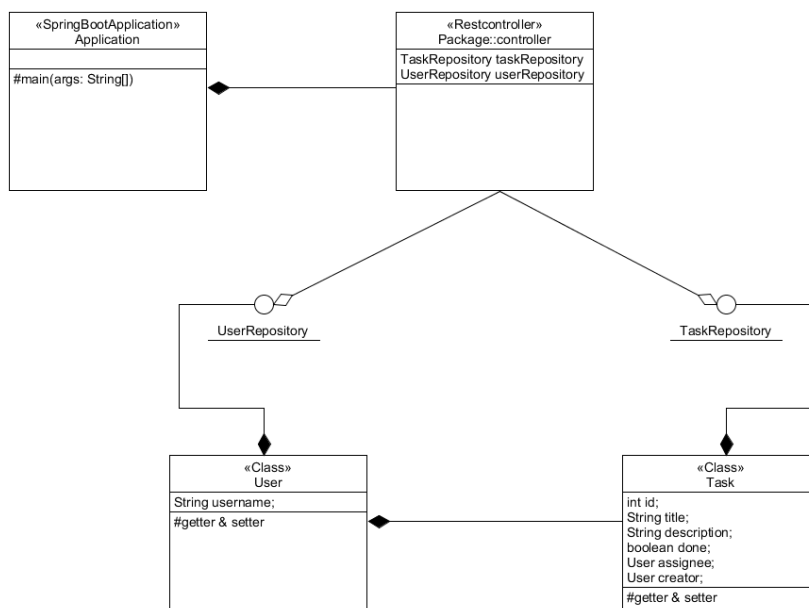 «SpringBootApplication»
Application
#main(args: String[])
«Restcontroller»
Package::controller
TaskRepository taskRepository
UserRepository userRepository
UserRepository
TaskRepository
«Class»
User
String username;
#getter & setter
«Class»
Task
int id;
String title;
String description;
boolean done;
User assignee;
User creator;
#getter & setter